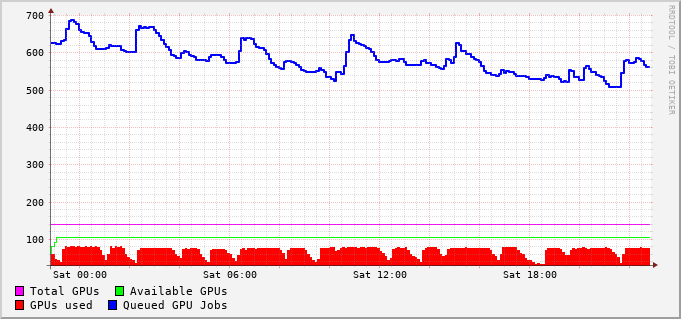 700
600
500
400
300
200
100
Sat 00:00 Sat 06:00 Sat 12:00 Sat 18:00
Total GPUs Available GPUs
GPUs used Queued GPU Jobs
RRDTOOL / TOBI OETIKER